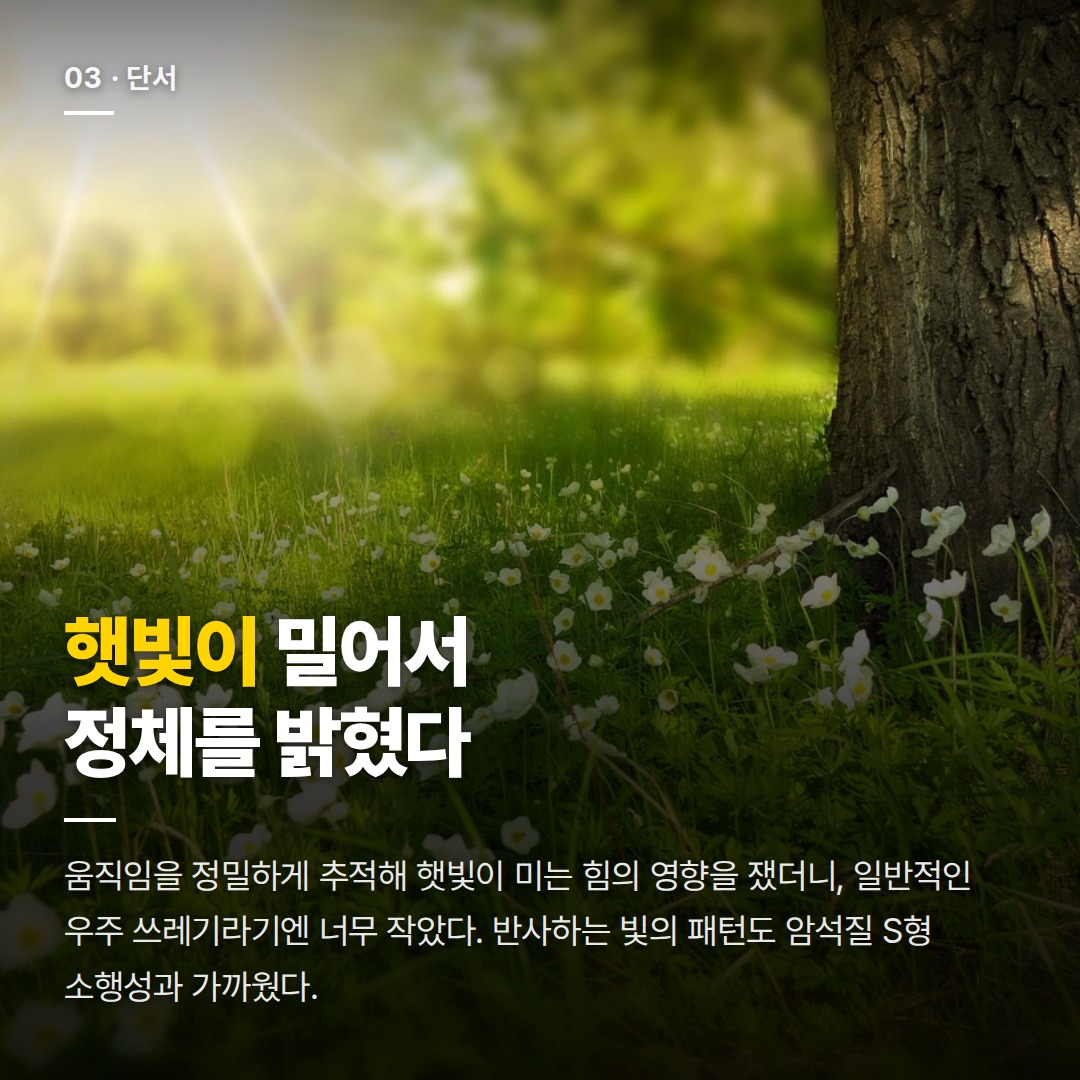 03 · 단서
햇빛이 밀어서
정체를 밝혔다
움직임을 정밀하게 추적해 햇빛이 미는 힘의 영향을 쟀더니, 일반적인
우주 쓰레기라기엔 너무 작았다. 반사하는 빛의 패턴도 암석질 S형
소행성과 가까웠다.